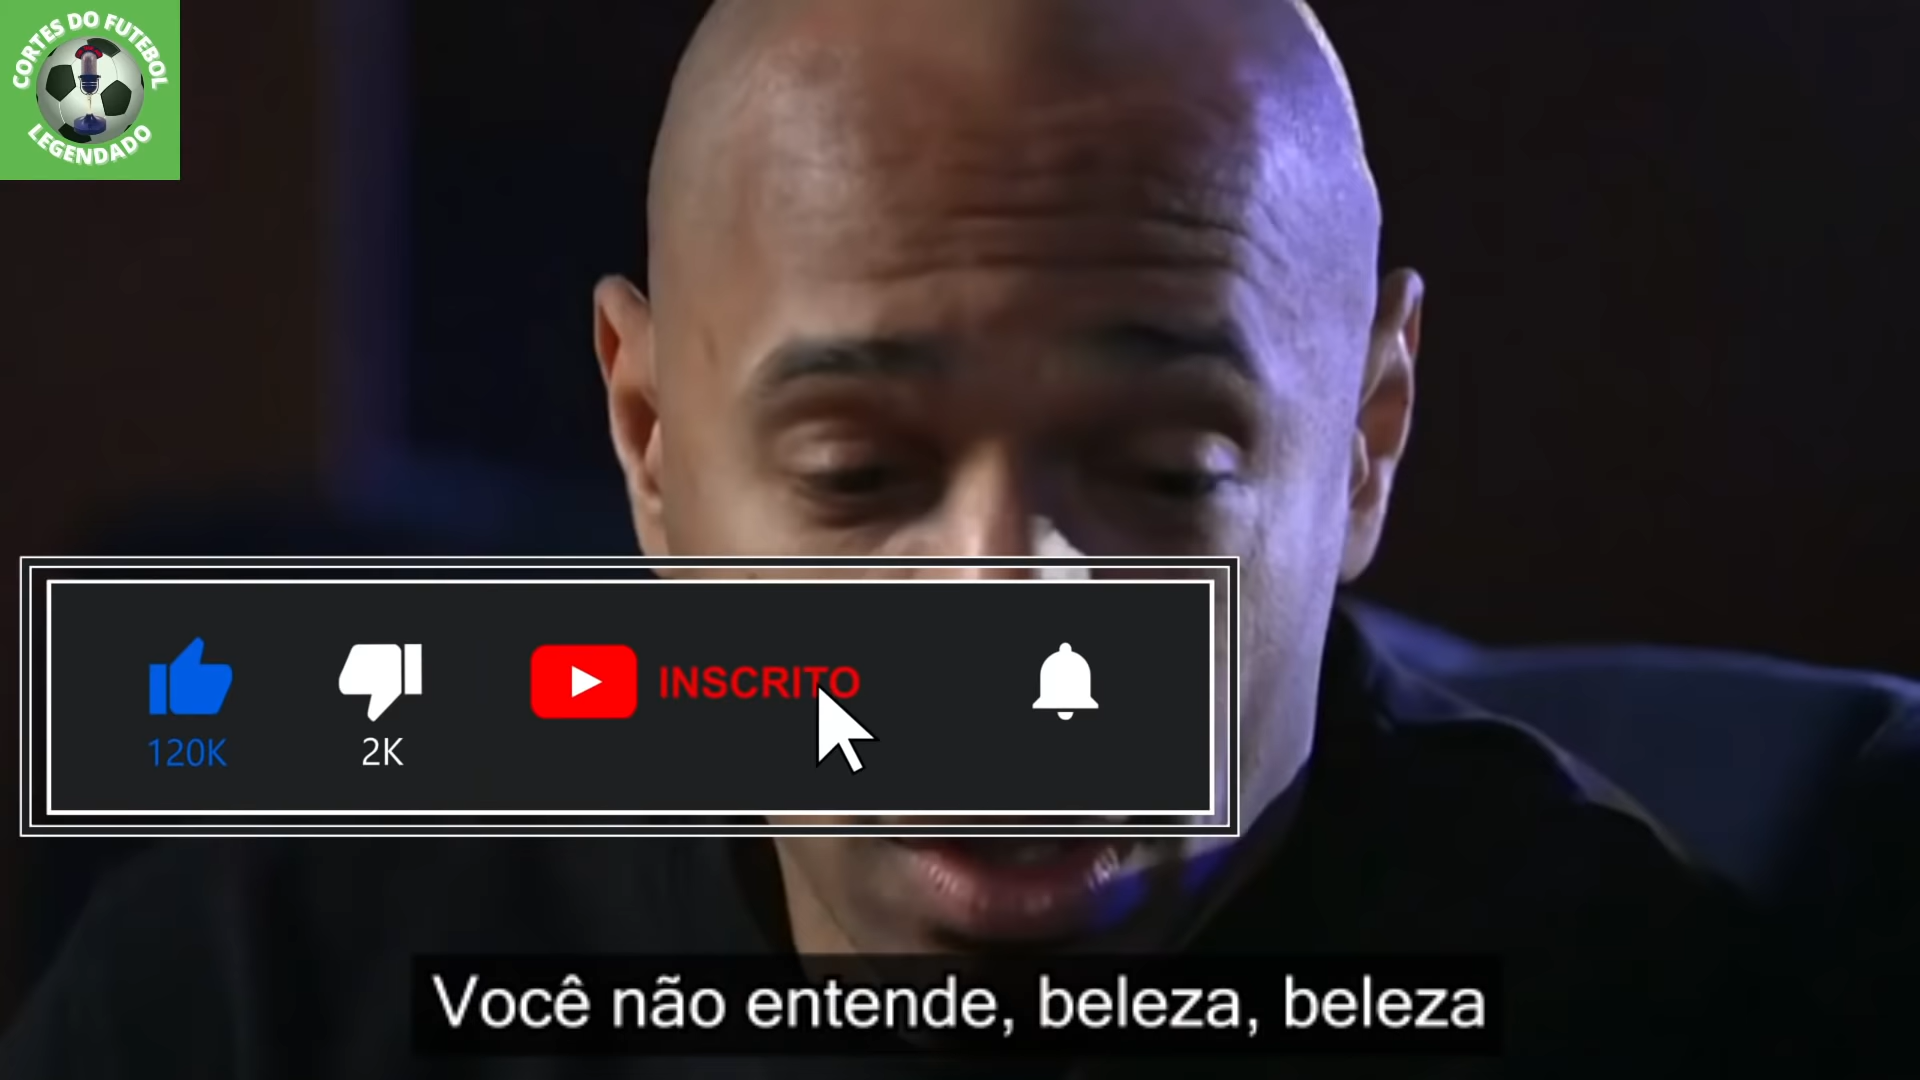 CORTES DO FUTEBOL
LEGENDADO
120K
2K
INSCRITO
Você não entende, beleza, beleza